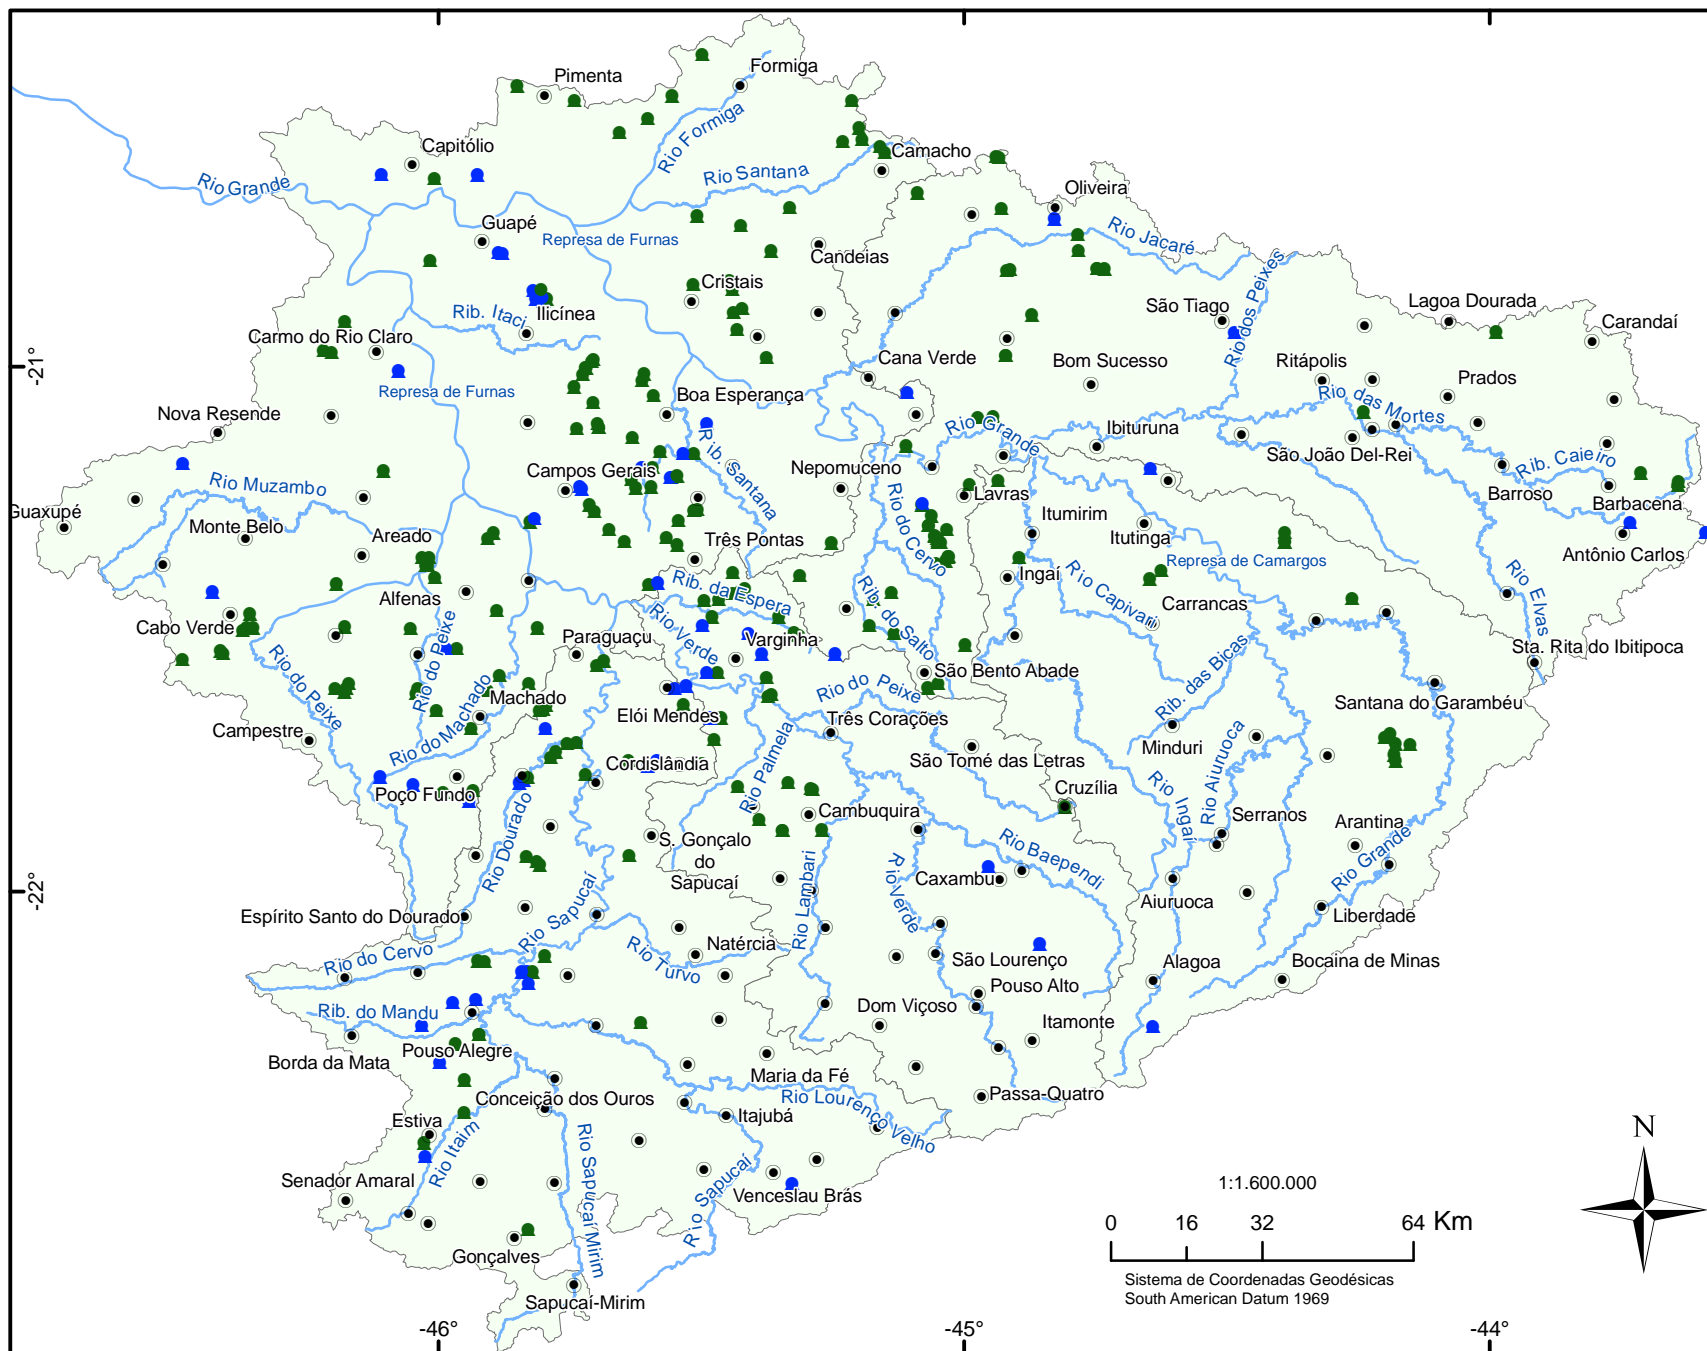 Formiga
Pimenta
Rio Formiga
Capitólio
Camacho
Rio Santana
Rio Grande
Oliveira
Guapé
Represa de Furnas
Rio Jacaré
Candeias
Rio dos Peixes
Cristais
Rib. Itaci
Ilicínea
São Tiago
Lagoa Dourada
Carandaí
Carmo do Rio Claro
Cana Verde
Bom Sucesso
Ritápolis
Prados
Represa de Furnas
Boa Esperança
Rio das Mortes
Nova Resende
Rio Grande
Ibituruna
São João Del-Rei
Rib. Santana
Campos Gerais
Nepomuceno
Rib. Caieiro
Rio Muzambo
Lavras
Barroso
Barbacena
Guaxupé
Monte Belo
Areado
Rio do Cervo
Itumirim
Itutinga
Três Pontas
Antônio Carlos
Represa de Camargos
Ingaí
Rio Capivari
Rio Elvas
Rib. da Espera
Alfenas
Rib. do Salto
Carrancas
Cabo Verde
Rio do Peixe
Paraguaçu
Rio Verde
Varginha
Sta. Rita do Ibitipoca
Rio do Peixe
São Bento Abade
Rib. das Bicas
Rio do Peixe
Machado
Elói Mendes
Três Corações
Santana do Garambéu
Campestre
Rio do Machado
Rio Palmela
Minduri
Rio Aiuruoca
Cordislândia
São Tomé das Letras
Poço Fundo
Cruzília
Rio Ingaí
Cambuquira
Serranos
Arantina
Rio Dourado
S. Gonçalo
do
Sapucaí
Rio Baependi
Rio Grande
Caxambu
Rio Lambari
Rio Verde
Aiuruoca
Liberdade
Espírito Santo do Dourado
Rio Sapucaí
Rio do Cervo
Rio Turvo
Natércia
São Lourenço
Alagoa
Bocaina de Minas
Pouso Alto
Rib. do Mandu
Dom Viçoso
Itamonte
Borda da Mata
Pouso Alegre
Maria da Fé
Conceição dos Ouros
Rio Lourenço Velho
Passa-Quatro
Estiva
Itajubá
Rio Itaim
Rio Sapucaí Mirim
Rio Sapucaí
Senador Amaral
Venceslau Brás
Gonçalves
Sapucaí-Mirim
N
1:1.600.000
0 16 32 64 Km
Sistema de Coordenadas Geodésicas
South American Datum 1969
-21°
-22°
-46° -45° -44°